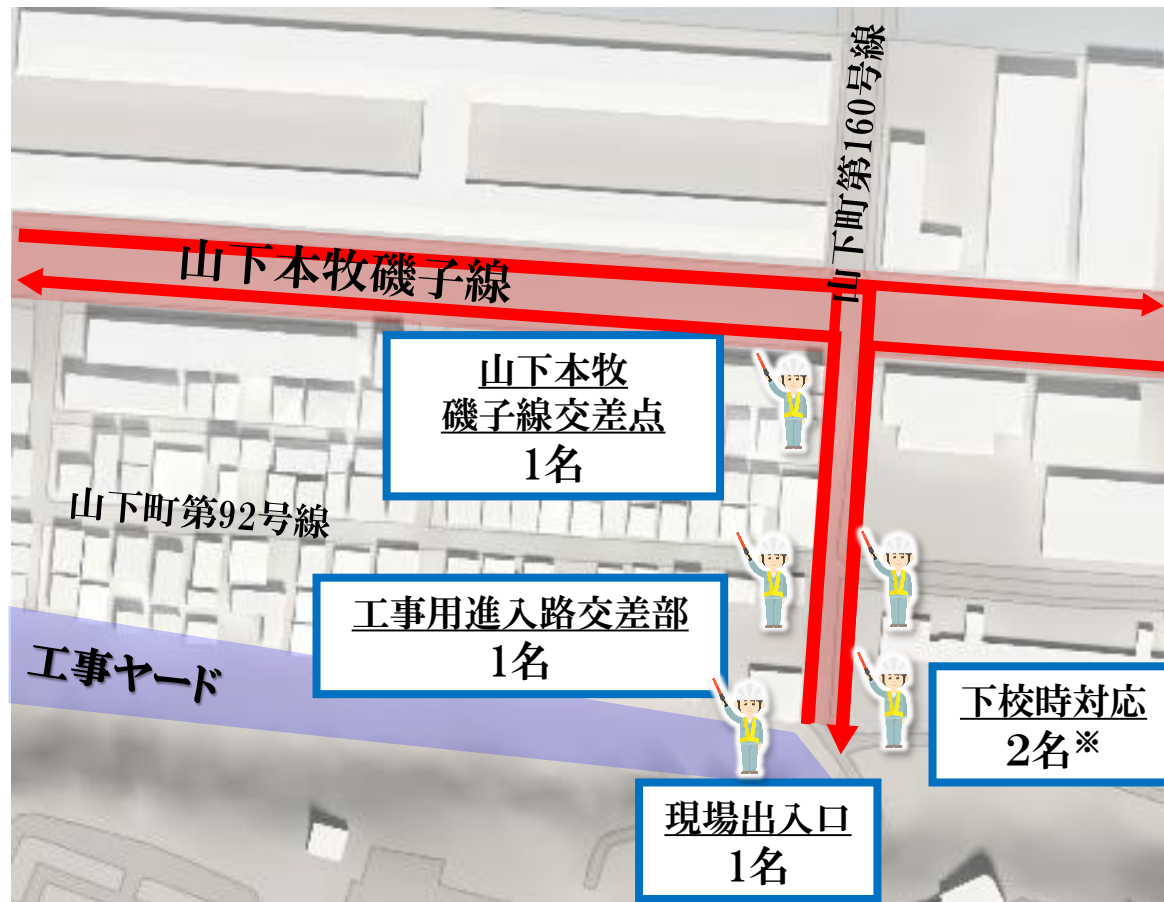 山下町第160号線
山下本牧磯子線
山下本牧
磯子線交差点
1名
山下町第92号線
工事用進入路交差部
1名
工事ヤード
下校時対応
2名※
現場出入口
1名